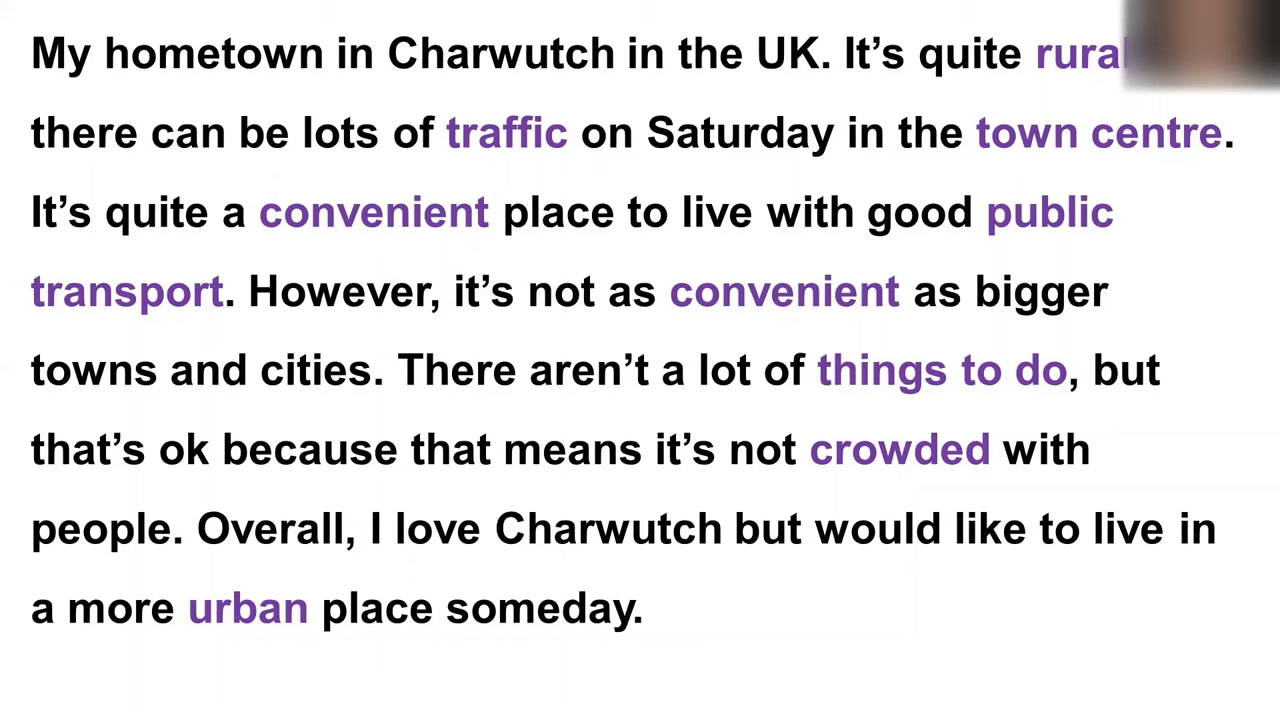 My hometown in Charwutch in the UK. It’s quite rural
there can be lots of traffic on Saturday in the town centre.
It’s quite a convenient place to live with good public
transport. However, it’s not as convenient as bigger
towns and cities. There aren’t a lot of things to do, but
that’s ok because that means it’s not crowded with
people. Overall, I love Charwutch but would like to live in
a more urban place someday.